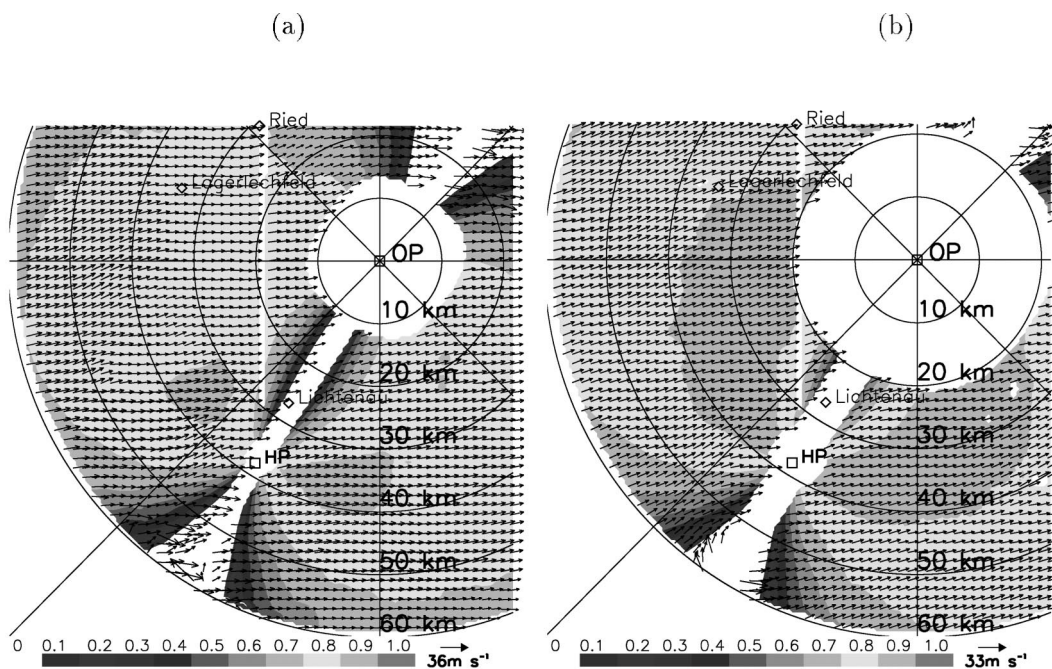 (a) (b)
Ried Ried
Lagerlechfeld Lagerlechfeld
OP OP
10 km 10 km
20 km 20 km
Lichtenau Lichtenau
30 km 30 km
HP HP
40 km 40 km
50 km 50 km
60 km 60 km
0 0.1 0.2 0.3 0.4 0.5 0.6 0.7 0.8 0.9 1.0 0 0.1 0.2 0.3 0.4 0.5 0.6 0.7 0.8 0.9 1.0
36m s⁻¹ 33m s⁻¹